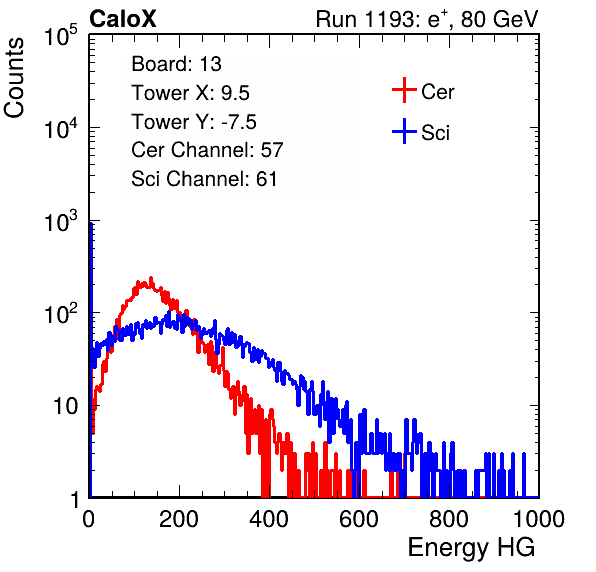 CaloX Run 1193: e⁺, 80 GeV
Counts
Board: 13
Tower X: 9.5
Tower Y: -7.5
Cer Channel: 57
Sci Channel: 61
Cer
Sci
10⁵
10⁴
10³
10²
10
1
0 200 400 600 800 1000
Energy HG